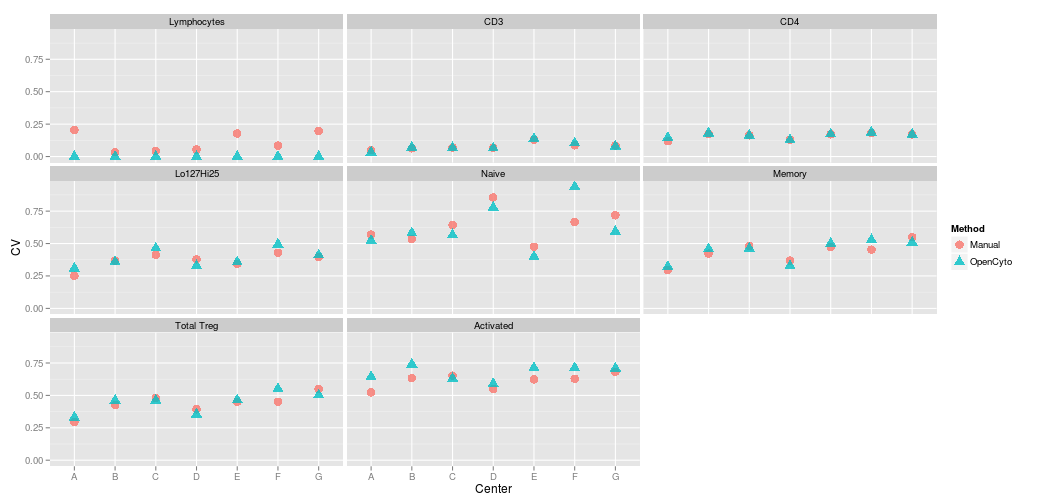 Lymphocytes CD3 CD4
0.75
0.50
0.25
0.00
Lo127Hi25 Naive Memory
0.75
0.50
0.25
0.00
CV
Method
Manual
OpenCyto
Total Treg Activated
0.75
0.50
0.25
0.00
A B C D E F G A B C D E F G
Center